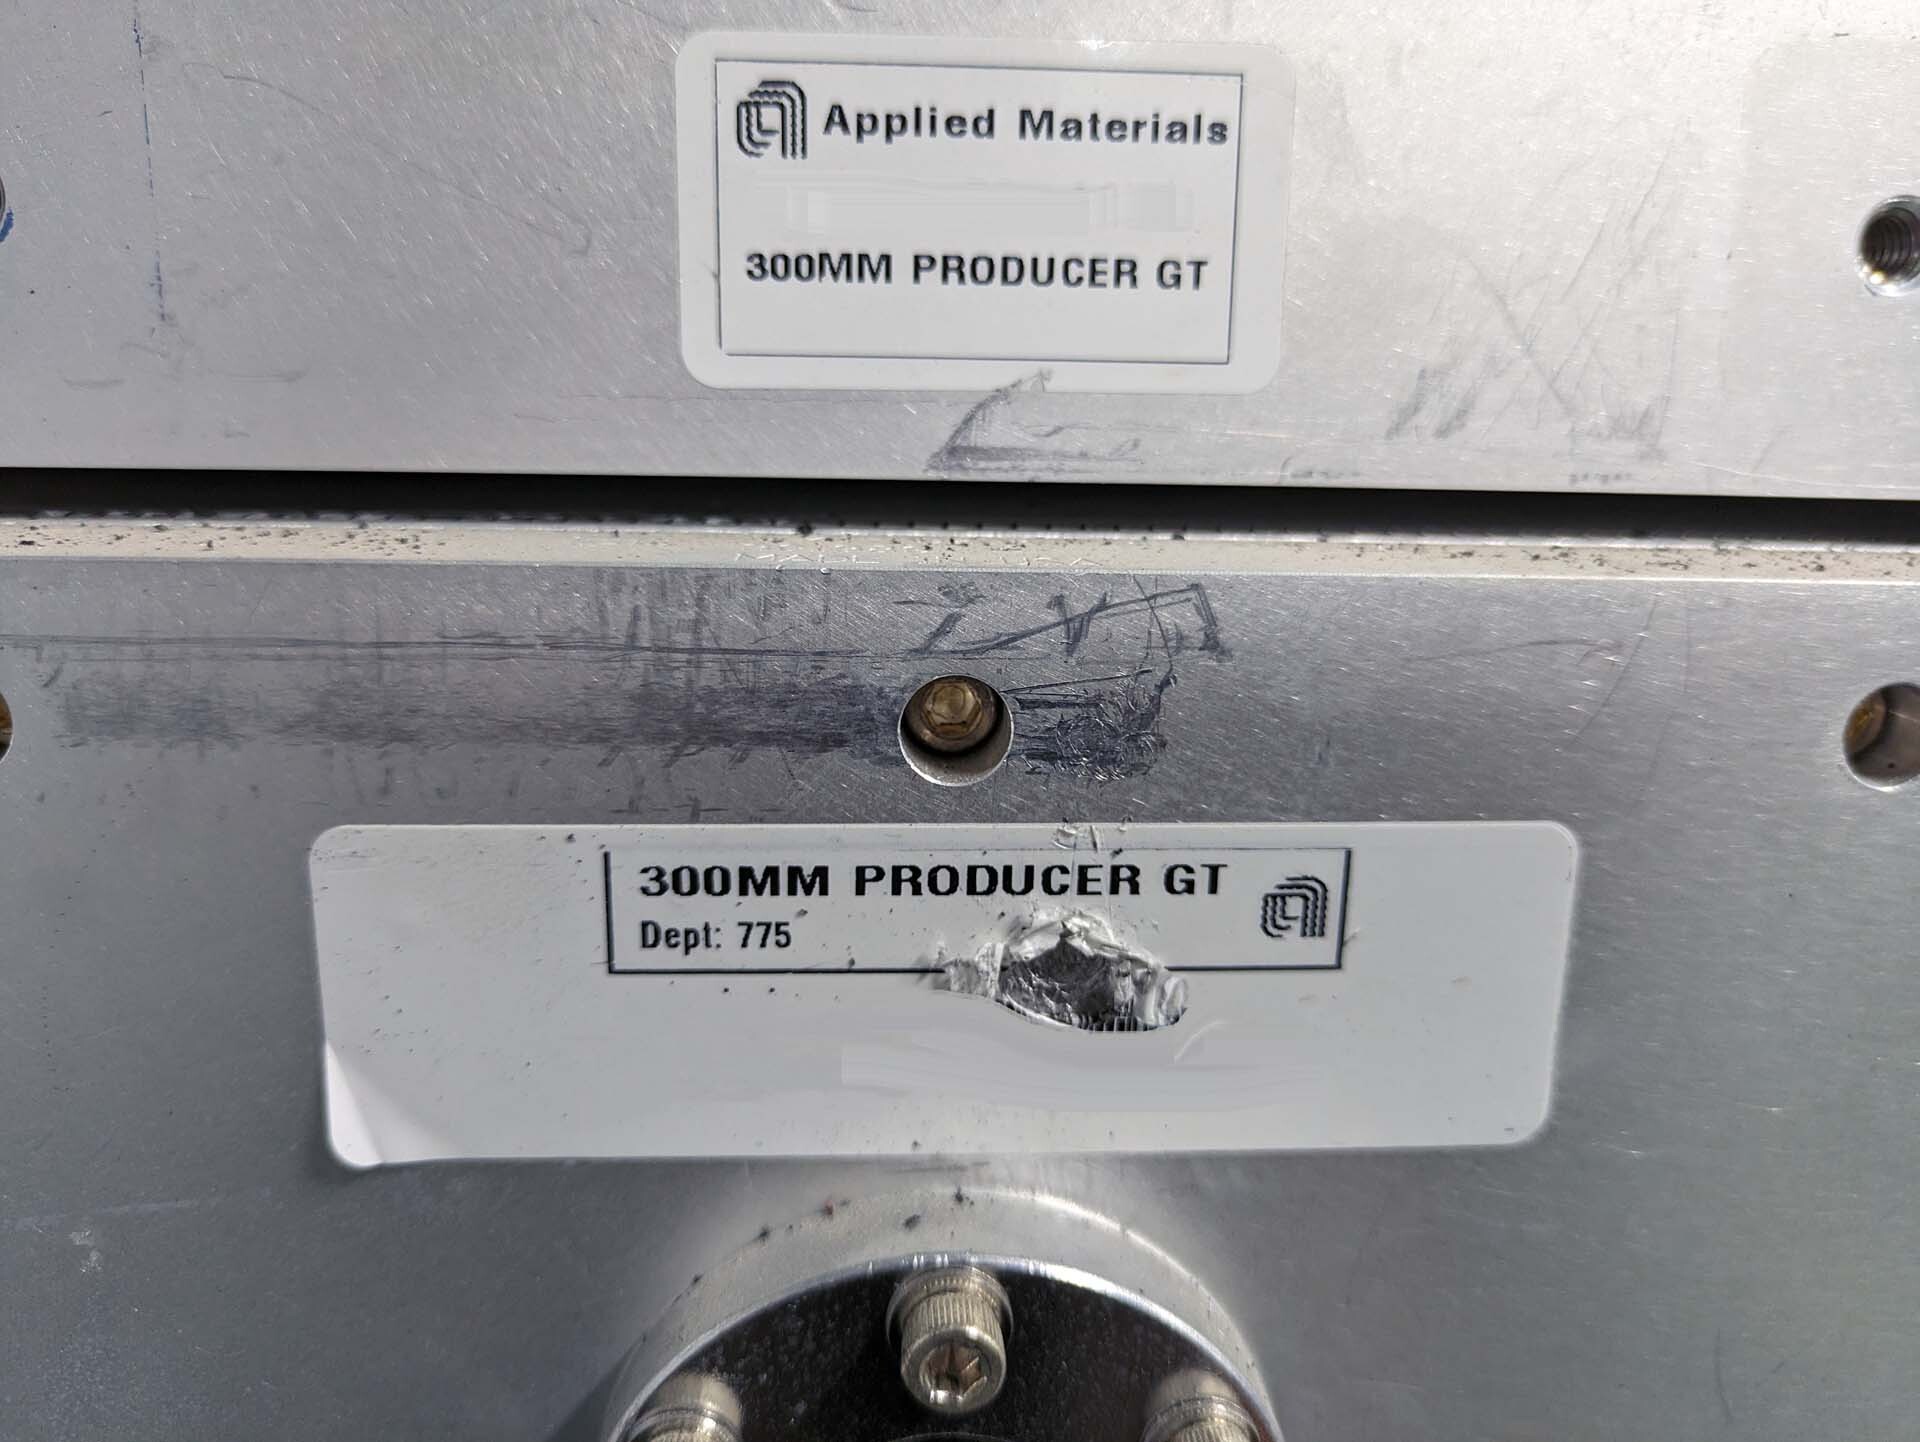 Applied Materials
300MM PRODUCER GT
300MM PRODUCER GT
Dept: 775